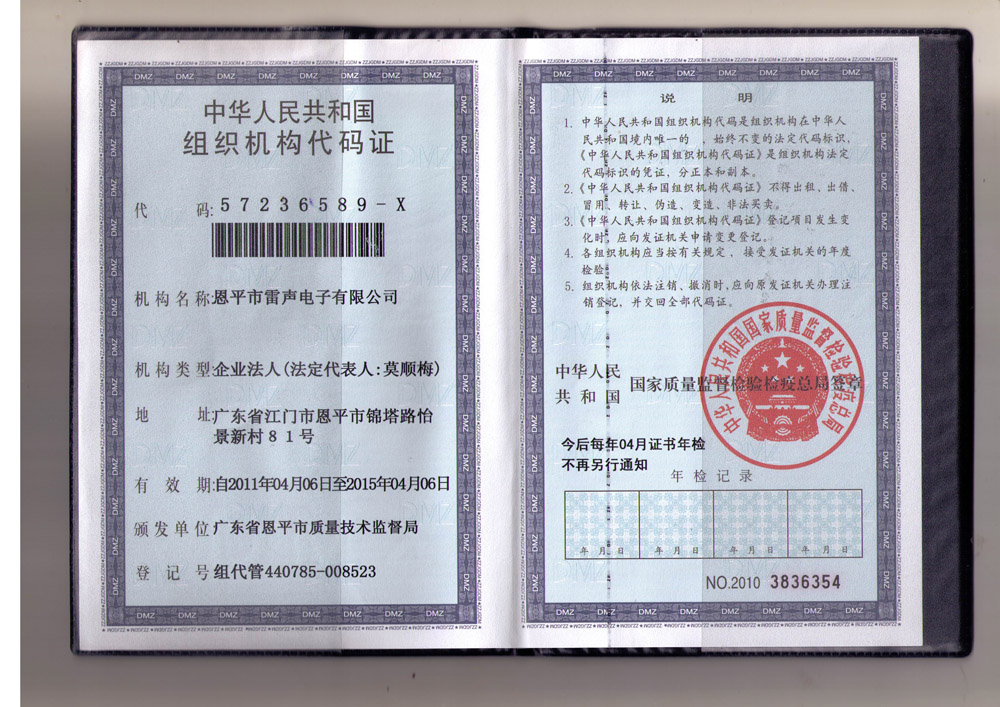 中华人民共和国
组织机构代码证
代 码:57236589-X
机构名称:恩平市雷声电子有限公司
机构类型:企业法人(法定代表人:莫顺梅)
地 址:广东省江门市恩平市锦塔路怡
景新村81号
有 效 期:自2011年04月06日至2015年04月06日
颁发单位 广东省恩平市质量技术监督局
登 记 号 组代管440785-008523
说 明
1. 中华人民共和国组织机构代码是组织机构在中华人
民共和国境内唯一的 、始终不变的法定代码标识，
《中华人民共和国组织机构代码证》是组织机构法定
代码标识的凭证，分正本和副本。
2.《中华人民共和国组织机构代码证》不得出租、出借、
冒用、转让、伪造、变造、非法买卖。
3.《中华人民共和国组织机构代码证》登记项目发生变
化时，应向发证机关申请变更登记。
4. 各组织机构应当按有关规定，接受发证机关的年度
检验。
5. 组织机构依法注销、撤消时，应向原发证机关办理注
销登记，并交回全部代码证。
中华人民
共和国
国家质量监督检验检疫总局签章
中华人民共和国国家质量监督检验检疫总局
今后每年04月证书年检
不再另行通知
年检记录
年 月 日 年 月 日 年 月 日 年 月 日
NO.2010 3836354